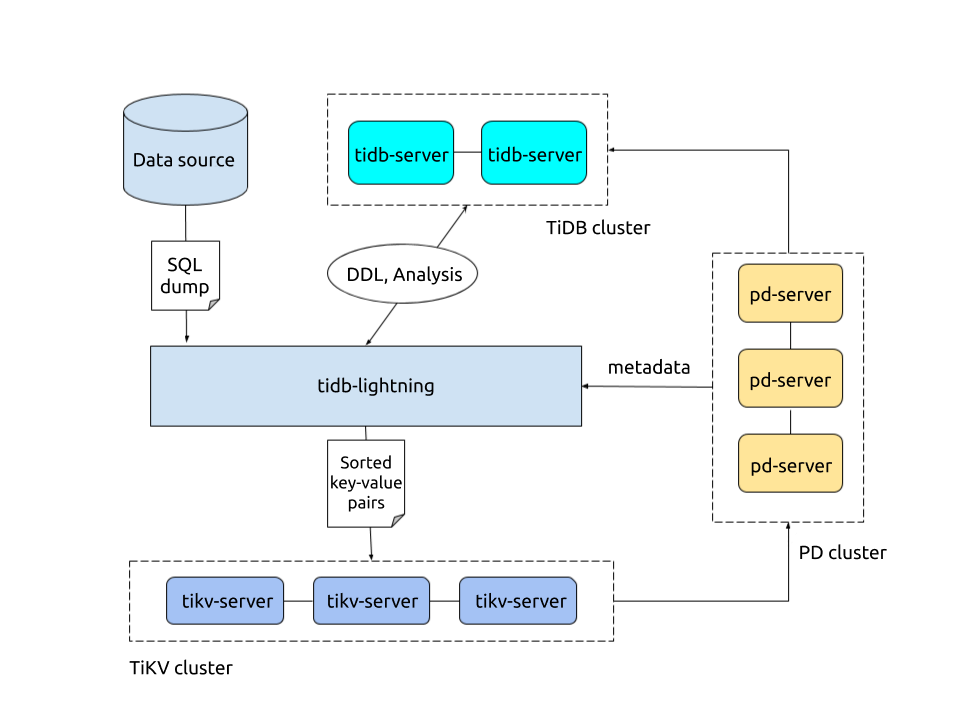 Data source
tidb-server
tidb-server
TiDB cluster
SQL
dump
DDL, Analysis
pd-server
pd-server
pd-server
PD cluster
metadata
tidb-lightning
Sorted
key-value
pairs
tikv-server
tikv-server
tikv-server
TiKV cluster